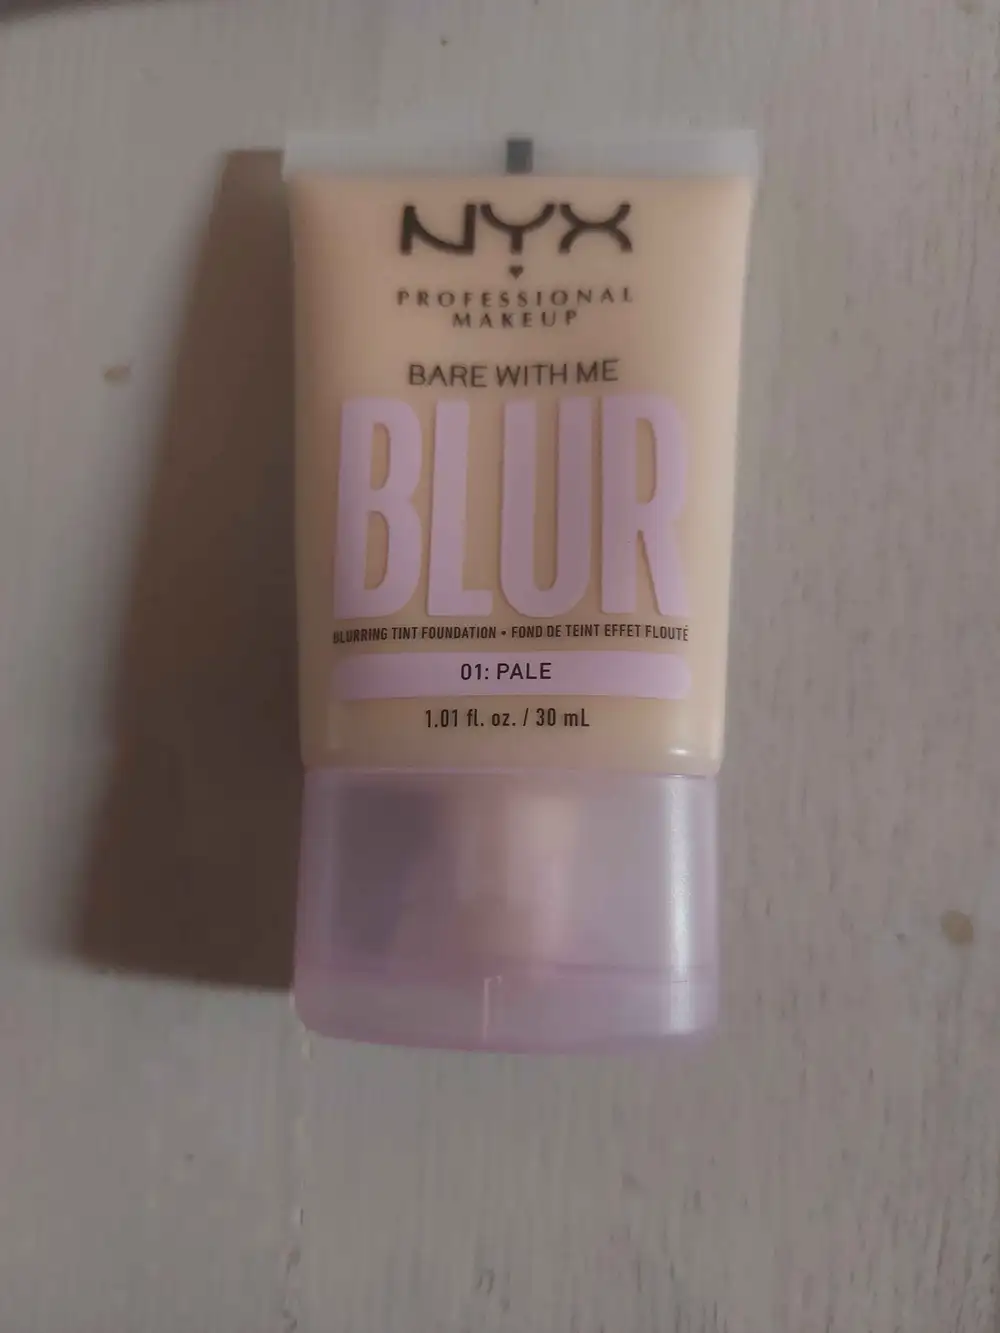 NYX
PROFESSIONAL
MAKEUP
BARE WITH ME
BLUR
BLURRING TINT FOUNDATION • FOND DE TEINT EFFET FLOUTÉ
01: PALE
1.01 fl. oz. / 30 mL